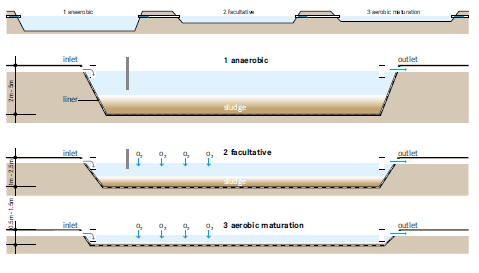 1 anaerobic
2 facultative
3 aerobic maturation
1 anaerobic
inlet
outlet
2m - 5m
liner
sludge
2 facultative
inlet
O₂ O₂ O₂ O₂
outlet
1m - 2.5m
sludge
3 aerobic maturation
inlet
O₂ O₂ O₂ O₂
outlet
0.5m - 1.5m